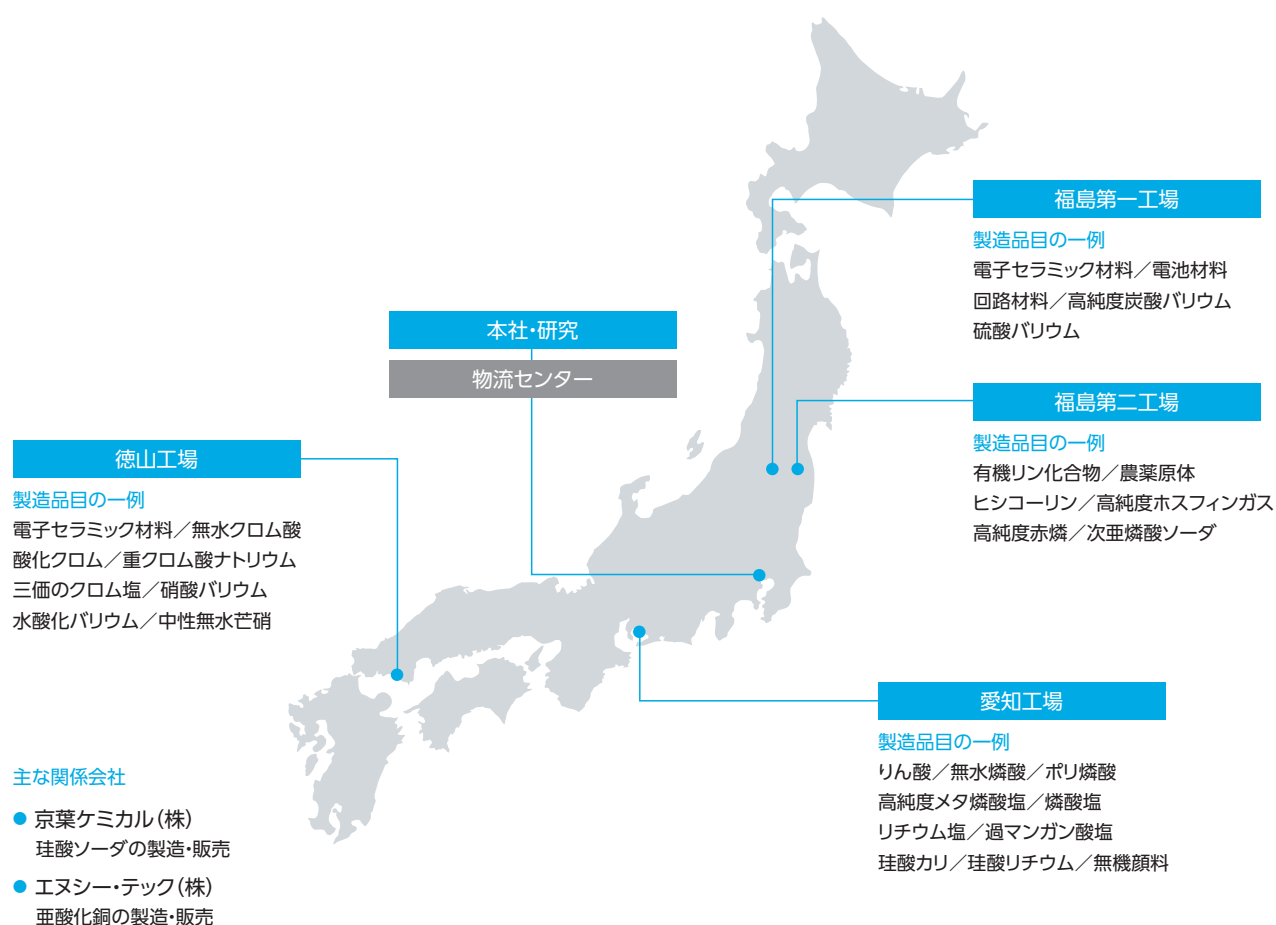 福島第一工場
製造品目の一例
電子セラミック材料／電池材料
回路材料／高純度炭酸バリウム
硫酸バリウム
本社・研究
物流センター
福島第二工場
製造品目の一例
有機リン化合物／農薬原体
ヒシコーリン／高純度ホスフィンガス
高純度赤燐／次亜燐酸ソーダ
徳山工場
製造品目の一例
電子セラミック材料／無水クロム酸
酸化クロム／重クロム酸ナトリウム
三価のクロム塩／硝酸バリウム
水酸化バリウム／中性無水芒硝
愛知工場
製造品目の一例
りん酸／無水燐酸／ポリ燐酸
高純度メタ燐酸塩／燐酸塩
リチウム塩／過マンガン酸塩
珪酸カリ／珪酸リチウム／無機顔料
主な関係会社
● 京葉ケミカル（株）
珪酸ソーダの製造・販売
● エヌシー・テック（株）
亜酸化銅の製造・販売